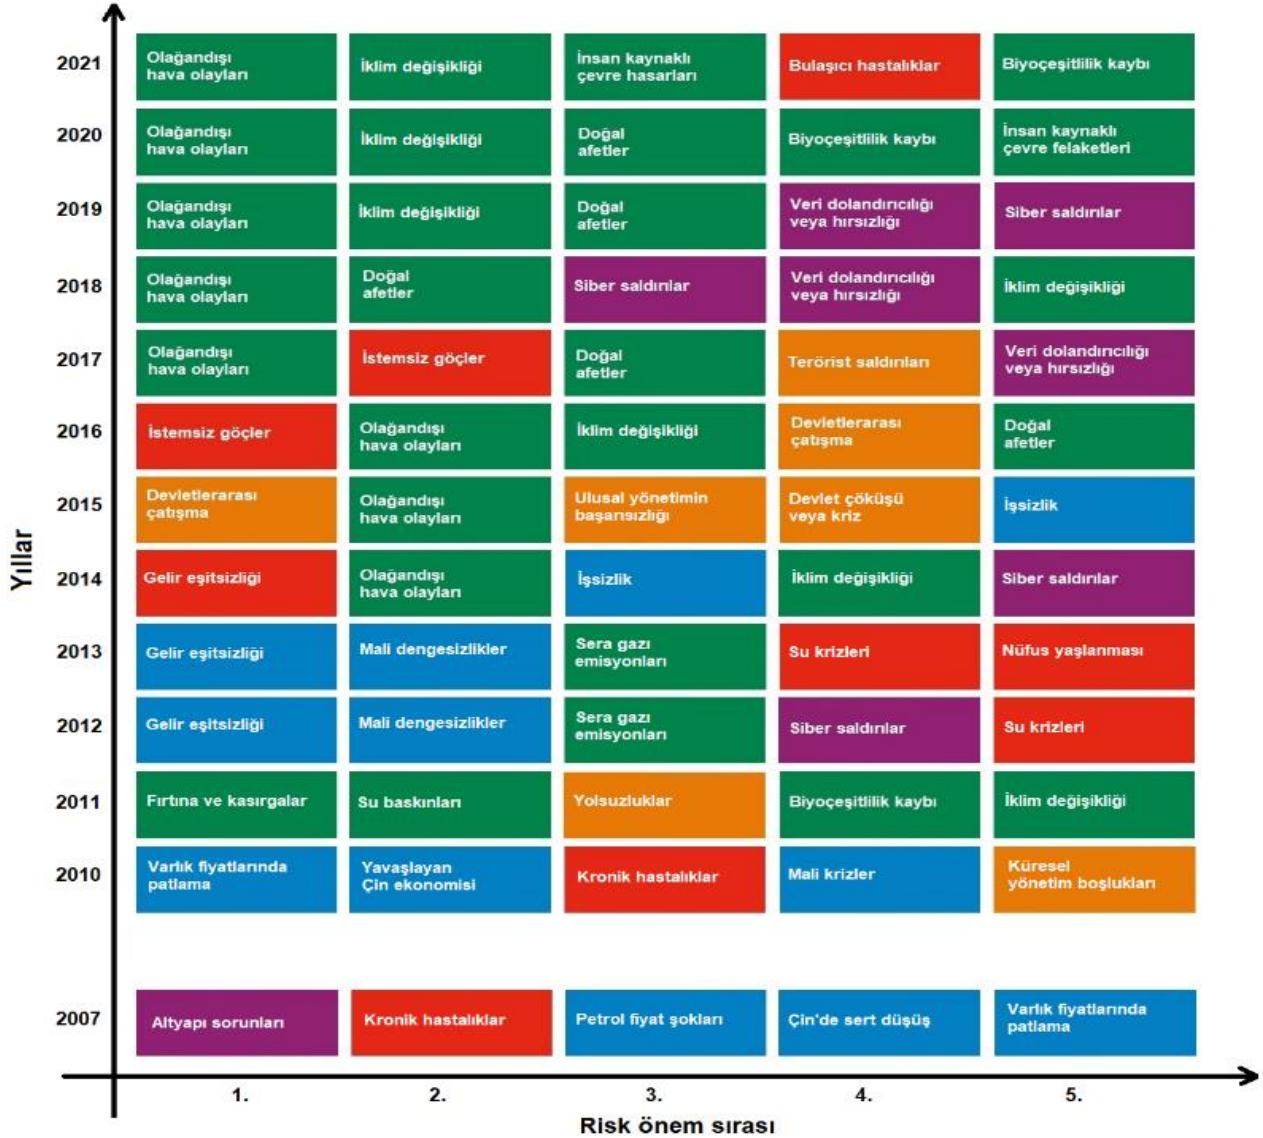 2021
Olağandışı
hava olayları
İklim değişikliği
İnsan kaynaklı
çevre hasarları
Bulaşıcı hastalıklar
Biyoçeşitlilik kaybı
2020
Olağandışı
hava olayları
İklim değişikliği
Doğal
afetler
Biyoçeşitlilik kaybı
İnsan kaynaklı
çevre felaketleri
2019
Olağandışı
hava olayları
İklim değişikliği
Doğal
afetler
Veri dolandırıcılığı
veya hırsızlığı
Siber saldırılar
2018
Olağandışı
hava olayları
Doğal
afetler
Siber saldırılar
Veri dolandırıcılığı
veya hırsızlığı
İklim değişikliği
2017
Olağandışı
hava olayları
İstemsiz göçler
Doğal
afetler
Terörist saldırıları
Veri dolandırıcılığı
veya hırsızlığı
2016
İstemsiz göçler
Olağandışı
hava olayları
İklim değişikliği
Devletlerarası
çatışma
Doğal
afetler
2015
Devletlerarası
çatışma
Olağandışı
hava olayları
Ulusal yönetimin
başarısızlığı
Devlet çöküşü
veya kriz
İşsizlik
2014
Gelir eşitsizliği
Olağandışı
hava olayları
İşsizlik
İklim değişikliği
Siber saldırılar
2013
Gelir eşitsizliği
Mali dengesizlikler
Sera gazı
emisyonları
Su krizleri
Nüfus yaşlanması
2012
Gelir eşitsizliği
Mali dengesizlikler
Sera gazı
emisyonları
Siber saldırılar
Su krizleri
2011
Fırtına ve kasırgalar
Su baskınları
Yolsuzluklar
Biyoçeşitlilik kaybı
İklim değişikliği
2010
Varlık fiyatlarında
patlama
Yavaşlayan
Çin ekonomisi
Kronik hastalıklar
Mali krizler
Küresel
yönetim boşlukları
2007
Altyapı sorunları
Kronik hastalıklar
Petrol fiyat şokları
Çin'de sert düşüş
Varlık fiyatlarında
patlama
1.
2.
3.
4.
5.
Risk önem sırası
Yıllar